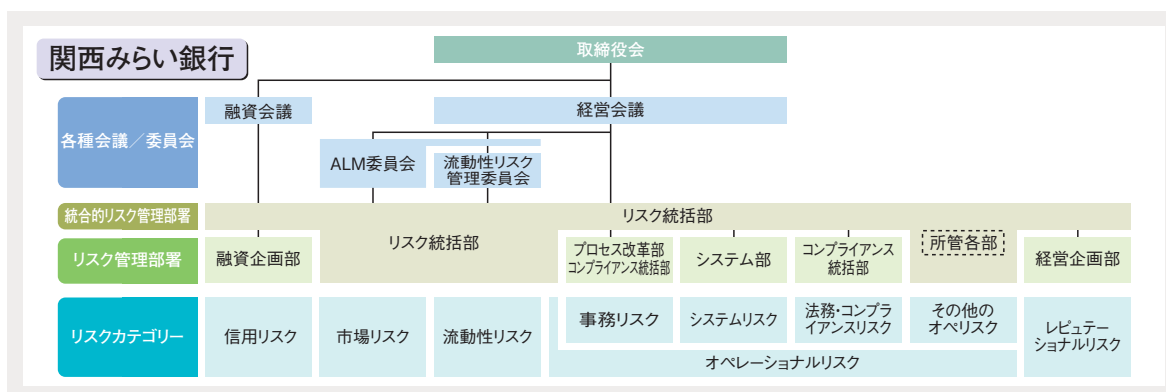 関西みらい銀行
取締役会
各種会議／委員会
融資会議
経営会議
ALM委員会
流動性リスク
管理委員会
統合的リスク管理部署
リスク統括部
リスク管理部署
融資企画部
リスク統括部
プロセス改革部
コンプライアンス統括部
システム部
コンプライアンス
統括部
所管各部
経営企画部
リスクカテゴリー
信用リスク
市場リスク
流動性リスク
事務リスク
システムリスク
法務・コンプラ
イアンスリスク
その他の
オペリスク
レピュテー
ショナルリスク
オペレーショナルリスク